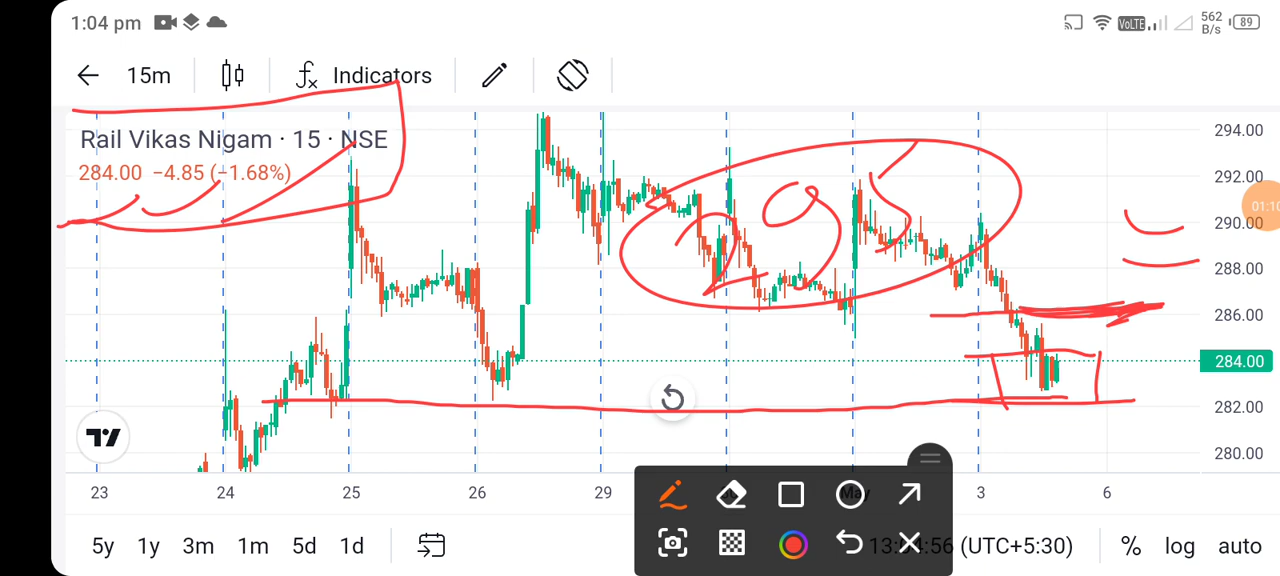 1:04 pm VoLTE 562 B/s 89
15m Indicators
Rail Vikas Nigam · 15 · NSE
284.00 −4.85 (−1.68%)
294.00
292.00
01:10
290.00
288.00
286.00
284.00
282.00
280.00
23 24 25 26 29 May 3 6
5y 1y 3m 1m 5d 1d (UTC+5:30) % log auto